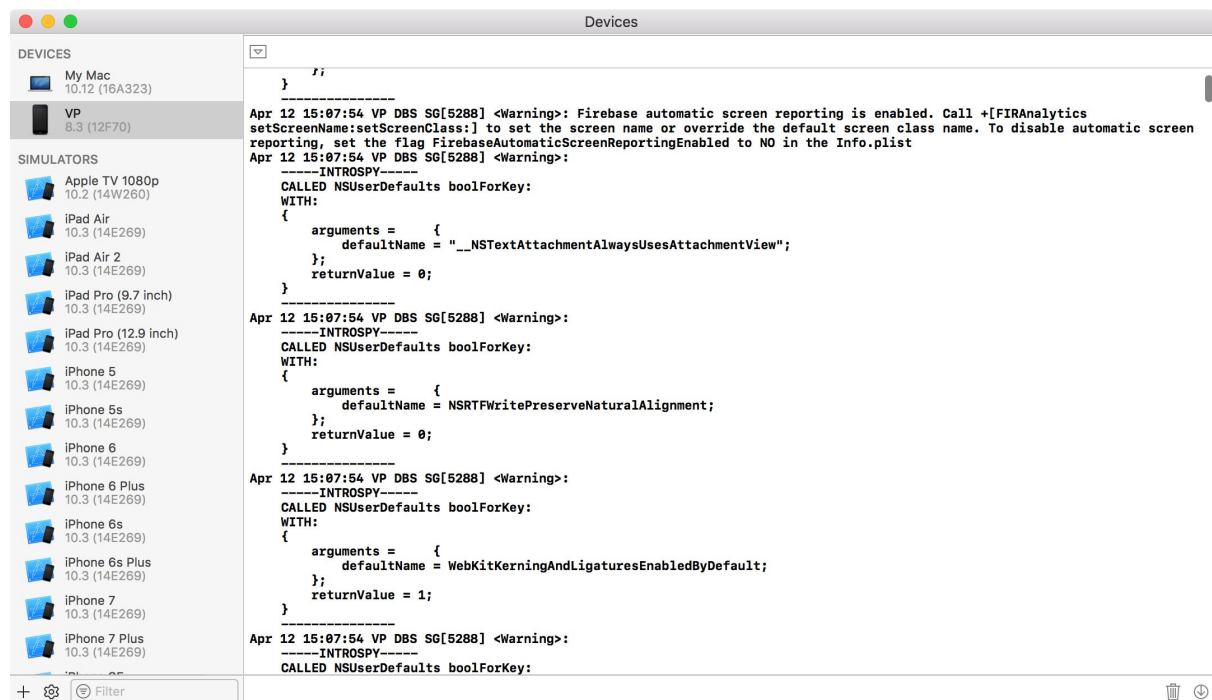 Devices
DEVICES
My Mac
10.12 (16A323)
VP
8.3 (12F70)
SIMULATORS
Apple TV 1080p
10.2 (14W260)
iPad Air
10.3 (14E269)
iPad Air 2
10.3 (14E269)
iPad Pro (9.7 inch)
10.3 (14E269)
iPad Pro (12.9 inch)
10.3 (14E269)
iPhone 5
10.3 (14E269)
iPhone 5s
10.3 (14E269)
iPhone 6
10.3 (14E269)
iPhone 6 Plus
10.3 (14E269)
iPhone 6s
10.3 (14E269)
iPhone 6s Plus
10.3 (14E269)
iPhone 7
10.3 (14E269)
iPhone 7 Plus
10.3 (14E269)
Filter
};
}
---------------
Apr 12 15:07:54 VP DBS SG[5288] <Warning>: Firebase automatic screen reporting is enabled. Call +[FIRAnalytics
setScreenName:setScreenClass:] to set the screen name or override the default screen class name. To disable automatic screen
reporting, set the flag FirebaseAutomaticScreenReportingEnabled to NO in the Info.plist
Apr 12 15:07:54 VP DBS SG[5288] <Warning>:
-----INTROSPY-----
CALLED NSUserDefaults boolForKey:
WITH:
{
arguments =     {
defaultName = "__NSTextAttachmentAlwaysUsesAttachmentView";
};
returnValue = 0;
}
---------------
Apr 12 15:07:54 VP DBS SG[5288] <Warning>:
-----INTROSPY-----
CALLED NSUserDefaults boolForKey:
WITH:
{
arguments =     {
defaultName = NSRTFWritePreserveNaturalAlignment;
};
returnValue = 0;
}
---------------
Apr 12 15:07:54 VP DBS SG[5288] <Warning>:
-----INTROSPY-----
CALLED NSUserDefaults boolForKey:
WITH:
{
arguments =     {
defaultName = WebKitKerningAndLigaturesEnabledByDefault;
};
returnValue = 1;
}
---------------
Apr 12 15:07:54 VP DBS SG[5288] <Warning>:
-----INTROSPY-----
CALLED NSUserDefaults boolForKey: